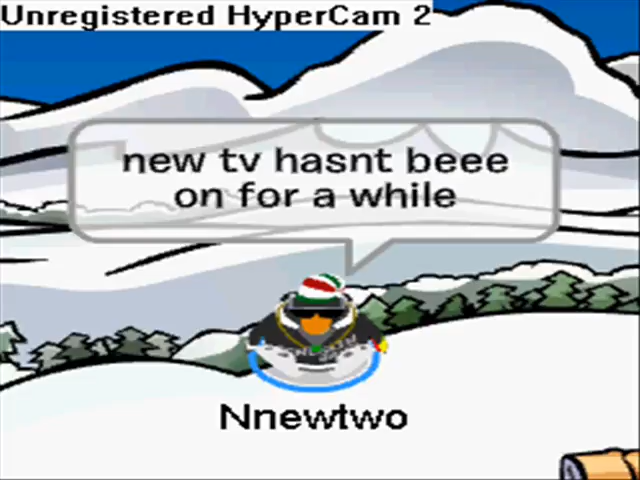 Unregistered HyperCam 2
new tv hasnt beee
on for a while
Nnewtwo